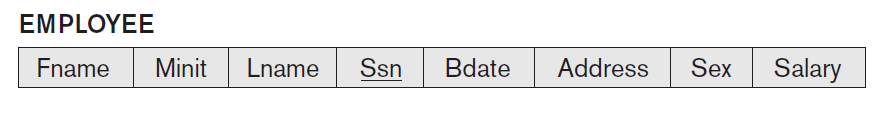 EMPLOYEE
Fname Minit Lname Ssn Bdate Address Sex Salary